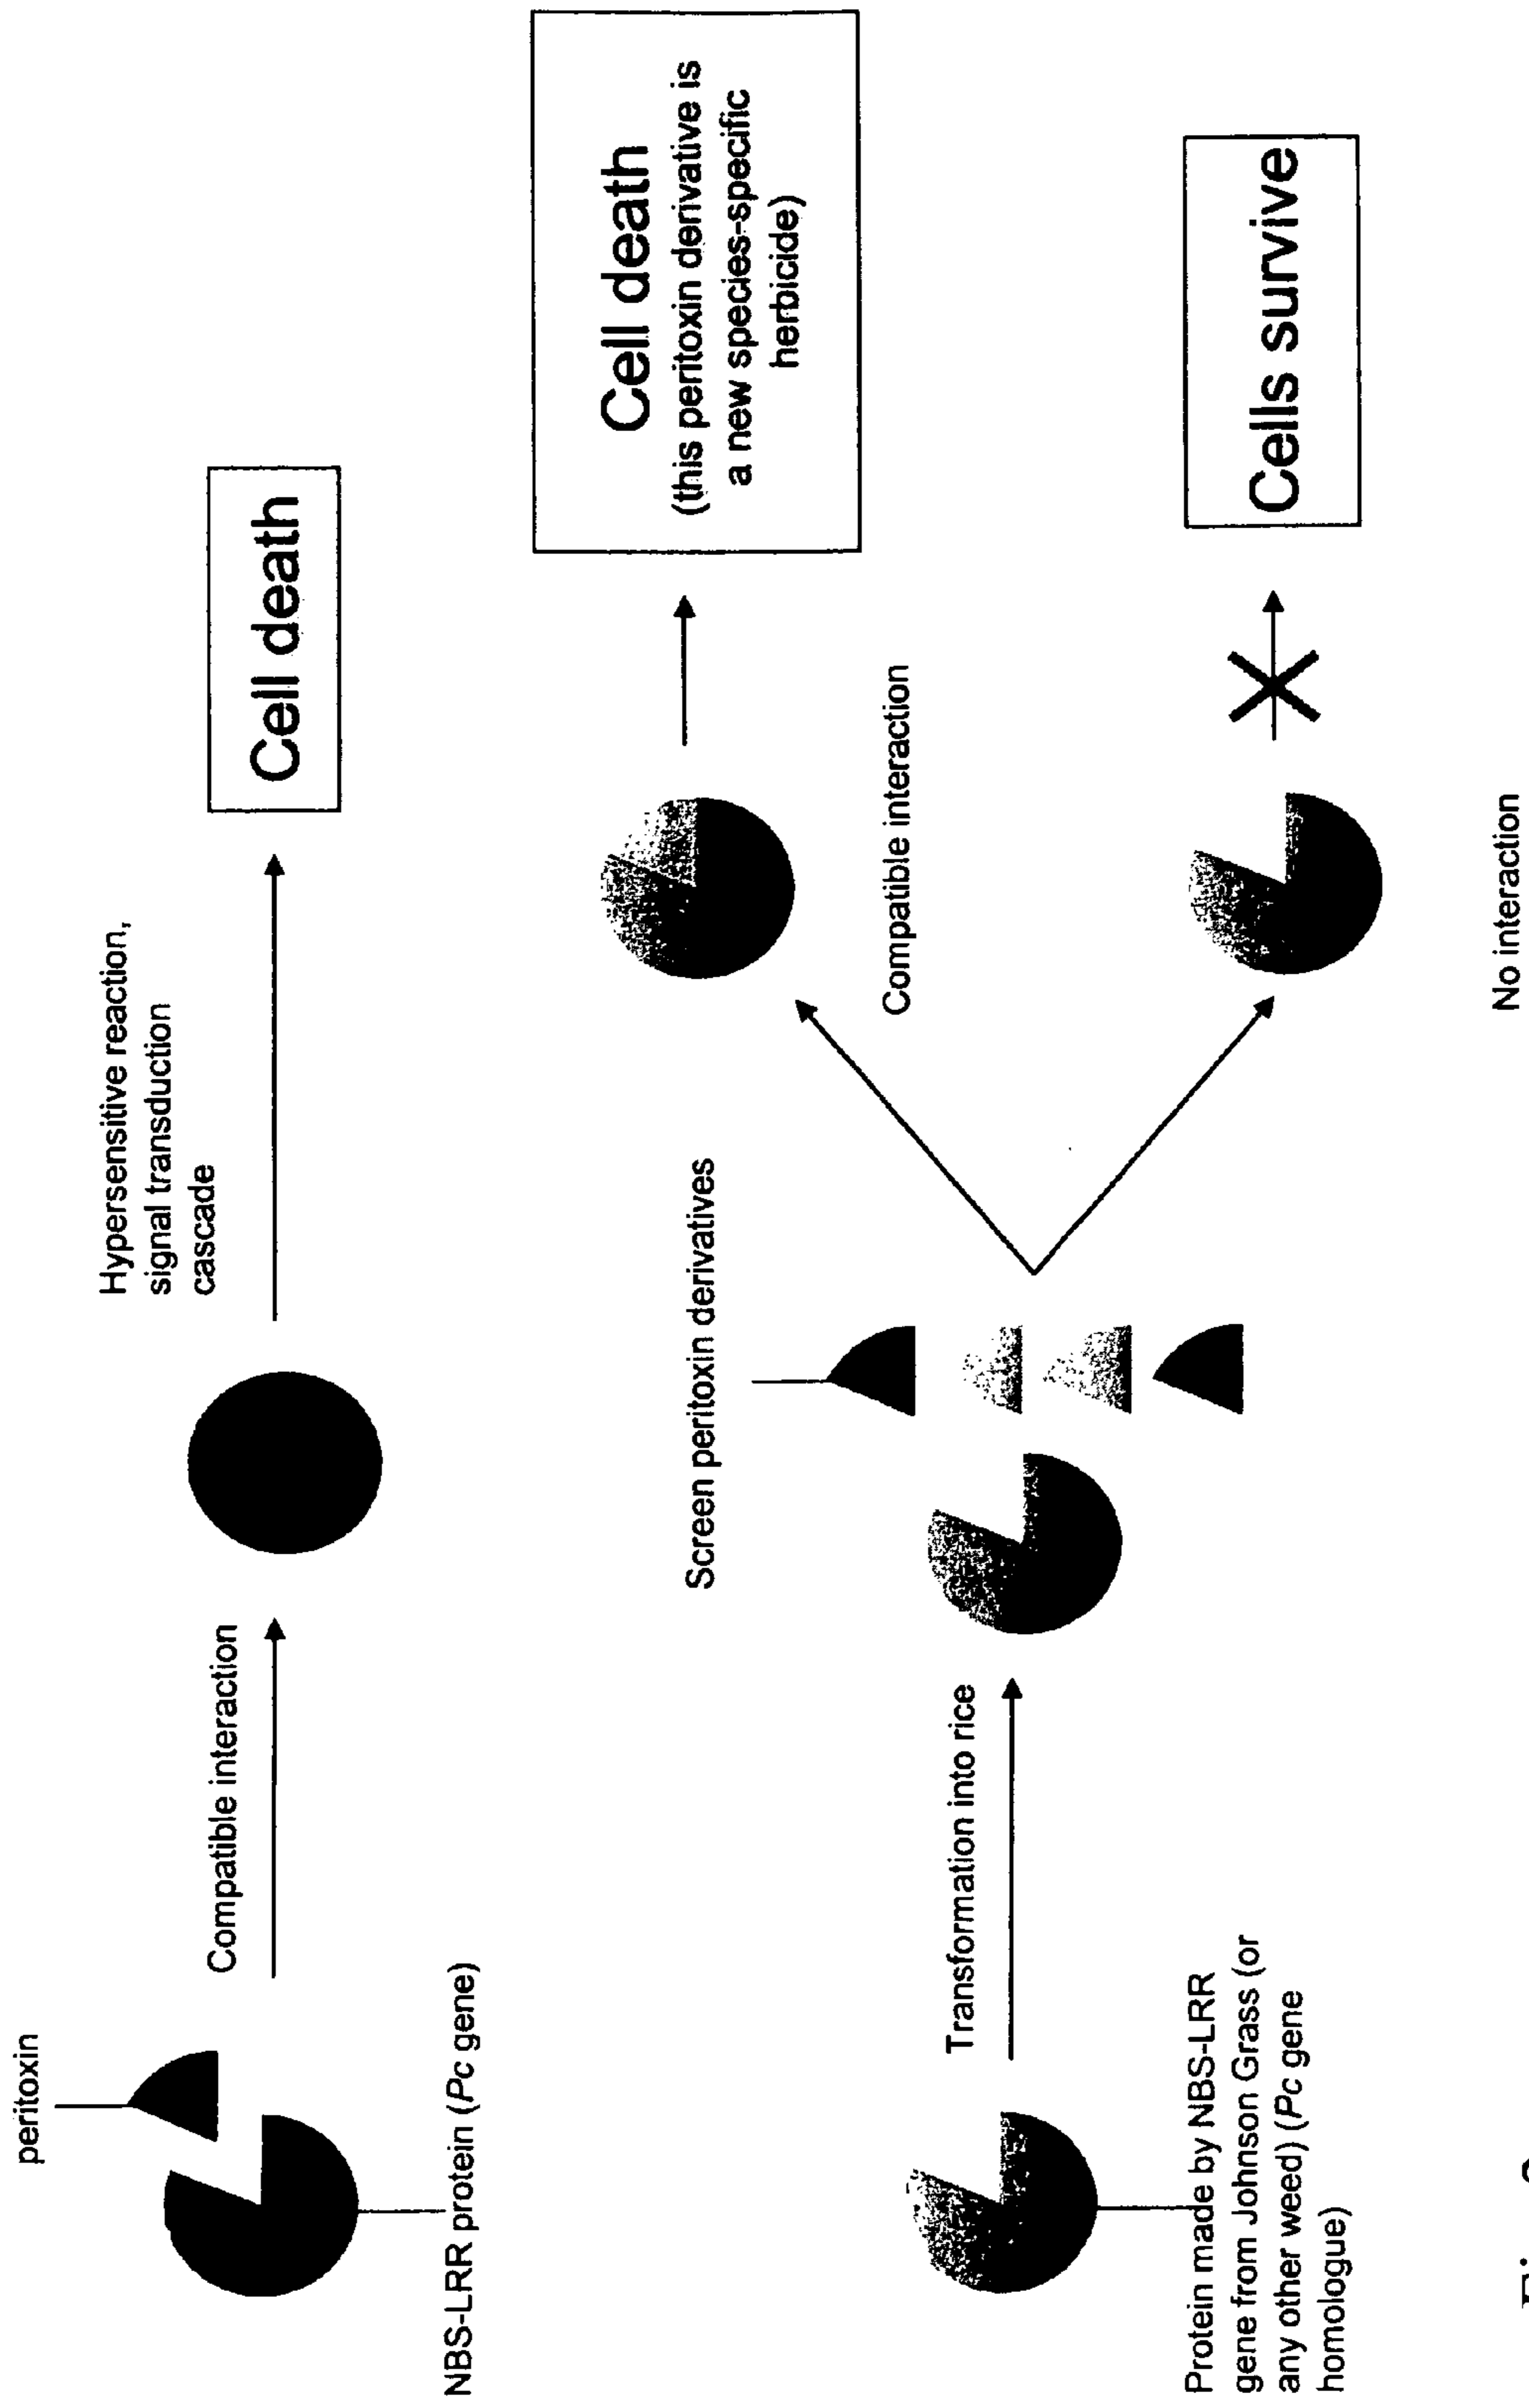 peritoxin
NBS-LRR protein (Pc gene)
Compatible interaction
Hypersensitive reaction,
signal transduction
cascade
Cell death
Protein made by NBS-LRR
gene from Johnson Grass (or
any other weed) (Pc gene
homologue)
Transformation into rice
Screen peritoxin derivatives
Compatible interaction
Cell death
(this peritoxin derivative is
a new species-specific
herbicide)
No interaction
Cells survive